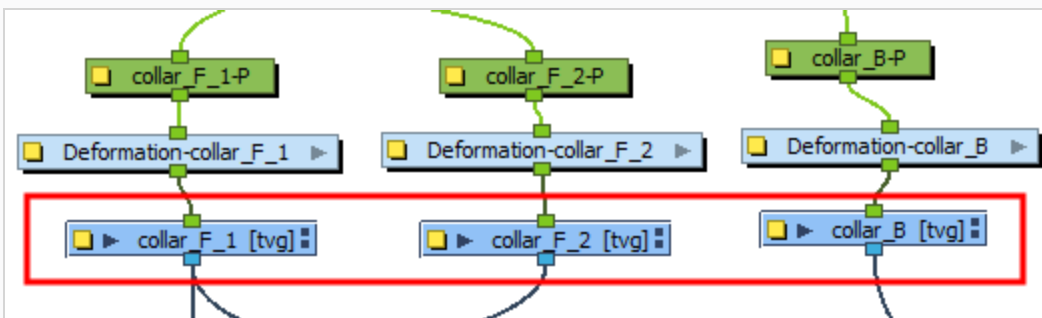 collar_F_1-P collar_F_2-P collar_B-P
Deformation-collar_F_1 Deformation-collar_F_2 Deformation-collar_B
collar_F_1 [tvg] collar_F_2 [tvg] collar_B [tvg]